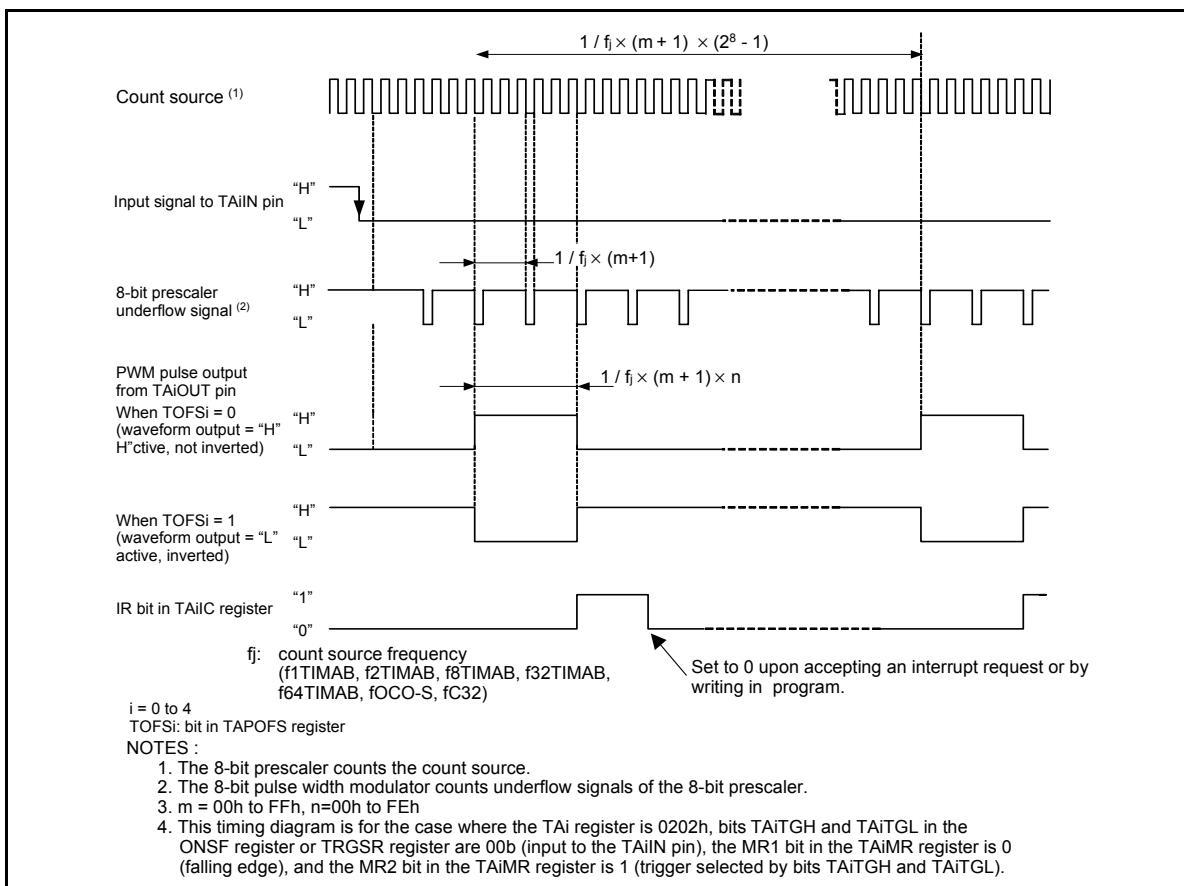 1 / fj × (m + 1) × (2⁸ - 1)
Count source (1)
Input signal to TAiIN pin
“H”
“L”
1 / fj × (m+1)
8-bit prescaler
underflow signal (2)
“H”
“L”
PWM pulse output
from TAiOUT pin
1 / fj × (m + 1) × n
When TOFSi = 0
(waveform output = “H”
H”ctive, not inverted)
“H”
“L”
When TOFSi = 1
(waveform output = “L”
active, inverted)
“H”
“L”
IR bit in TAiIC register
“1”
“0”
fj: count source frequency
(f1TIMAB, f2TIMAB, f8TIMAB, f32TIMAB,
f64TIMAB, fOCO-S, fC32)
Set to 0 upon accepting an interrupt request or by
writing in program.
i = 0 to 4
TOFSi: bit in TAPOFS register
NOTES :
1. The 8-bit prescaler counts the count source.
2. The 8-bit pulse width modulator counts underflow signals of the 8-bit prescaler.
3. m = 00h to FFh, n=00h to FEh
4. This timing diagram is for the case where the TAi register is 0202h, bits TAiTGH and TAiTGL in the
ONSF register or TRGSR register are 00b (input to the TAiIN pin), the MR1 bit in the TAiMR register is 0
(falling edge), and the MR2 bit in the TAiMR register is 1 (trigger selected by bits TAiTGH and TAiTGL).